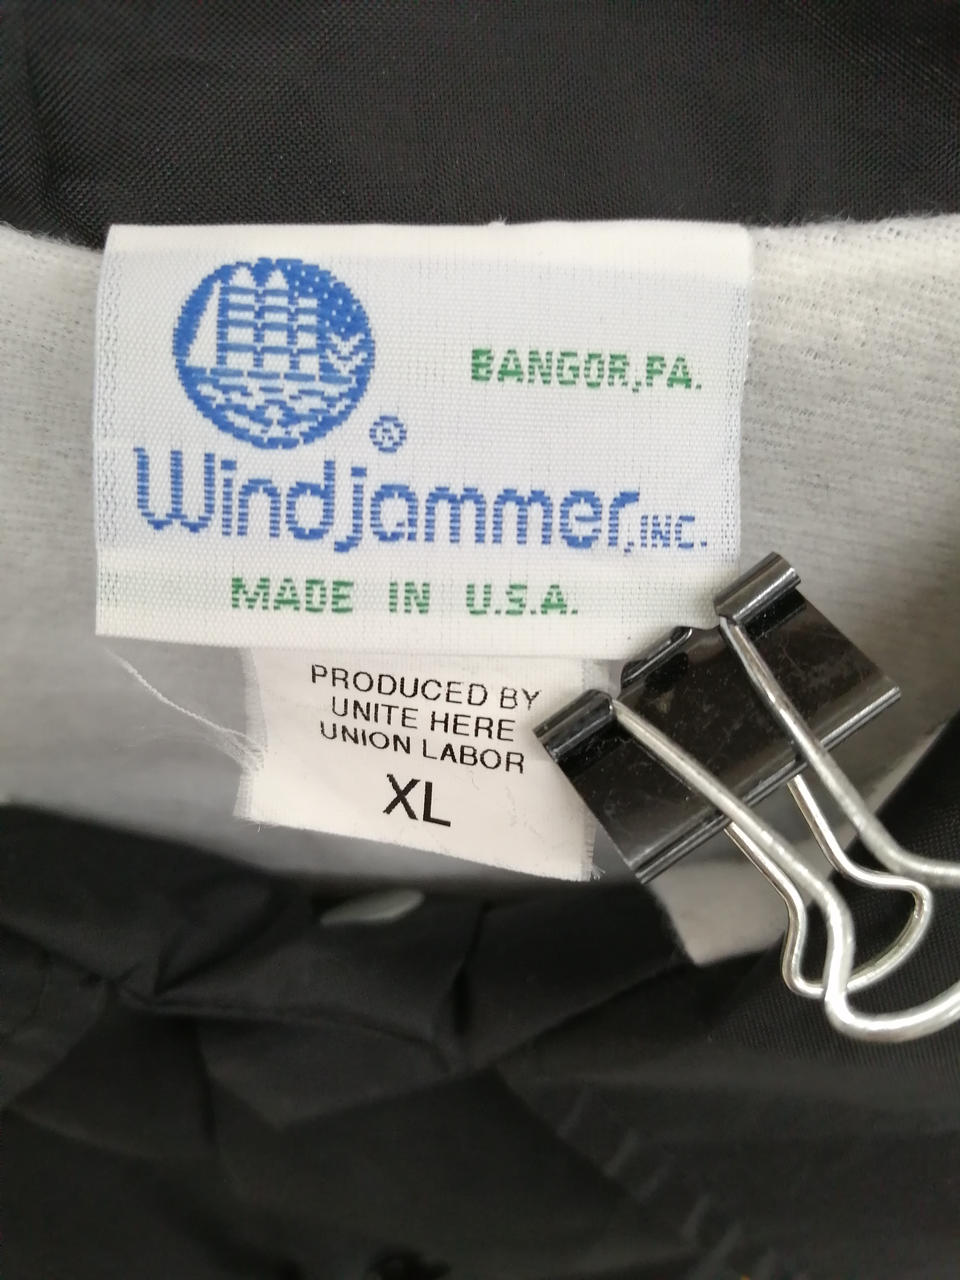 BANGOR, PA.
®
Windjammer, INC.
MADE IN U.S.A.
PRODUCED BY
UNITE HERE
UNION LABOR
XL